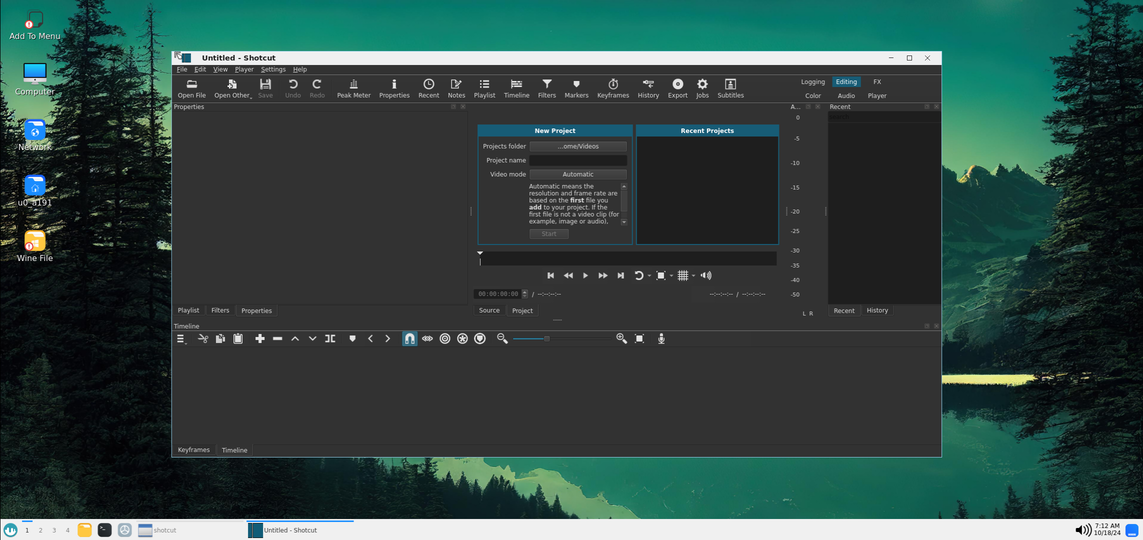 Add To Menu
Computer
Network
u0_a191
Wine File
Untitled - Shotcut
File Edit View Player Settings Help
Open File Open Other... Save Undo Redo Peak Meter Properties Recent Notes Playlist Timeline Filters Markers Keyframes History Export Jobs Subtitles
Logging Editing FX
Color Audio Player
Properties
A...
Recent
New Project
Projects folder ...ome/Videos
Project name
Video mode Automatic
Automatic means the
resolution and frame rate are
based on the first file you
add to your project. If the
first file is not a video clip (for
example, image or audio),
Start
Recent Projects
0
-5
-10
-15
-20
-25
-30
-35
-40
-50
L R
00:00:00:00 / --:--:--:--
--:--:--:-- / --:--:--:--
Playlist Filters Properties
Source Project
Recent History
Timeline
Keyframes Timeline
1 2 3 4
shotcut
Untitled - Shotcut
7:12 AM
10/18/24